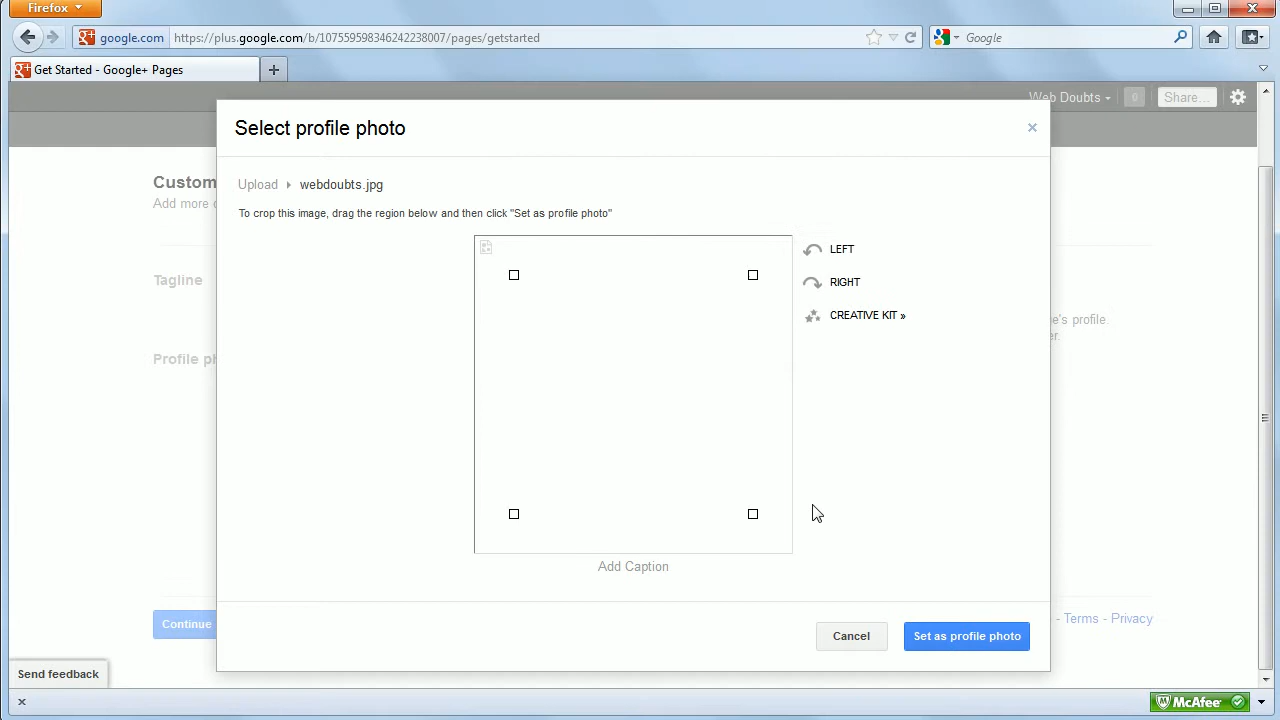 Firefox
google.com
https://plus.google.com/b/107559598346242238007/pages/getstarted
Google
Get Started - Google+ Pages
Web Doubts
0
Share...
Select profile photo
×
Custom
Add more
Upload
webdoubts.jpg
To crop this image, drag the region below and then click "Set as profile photo"
LEFT
Tagline
RIGHT
CREATIVE KIT »
e's profile.
er.
Profile ph
Add Caption
Continue
- Terms - Privacy
Cancel
Set as profile photo
Send feedback
x
McAfee